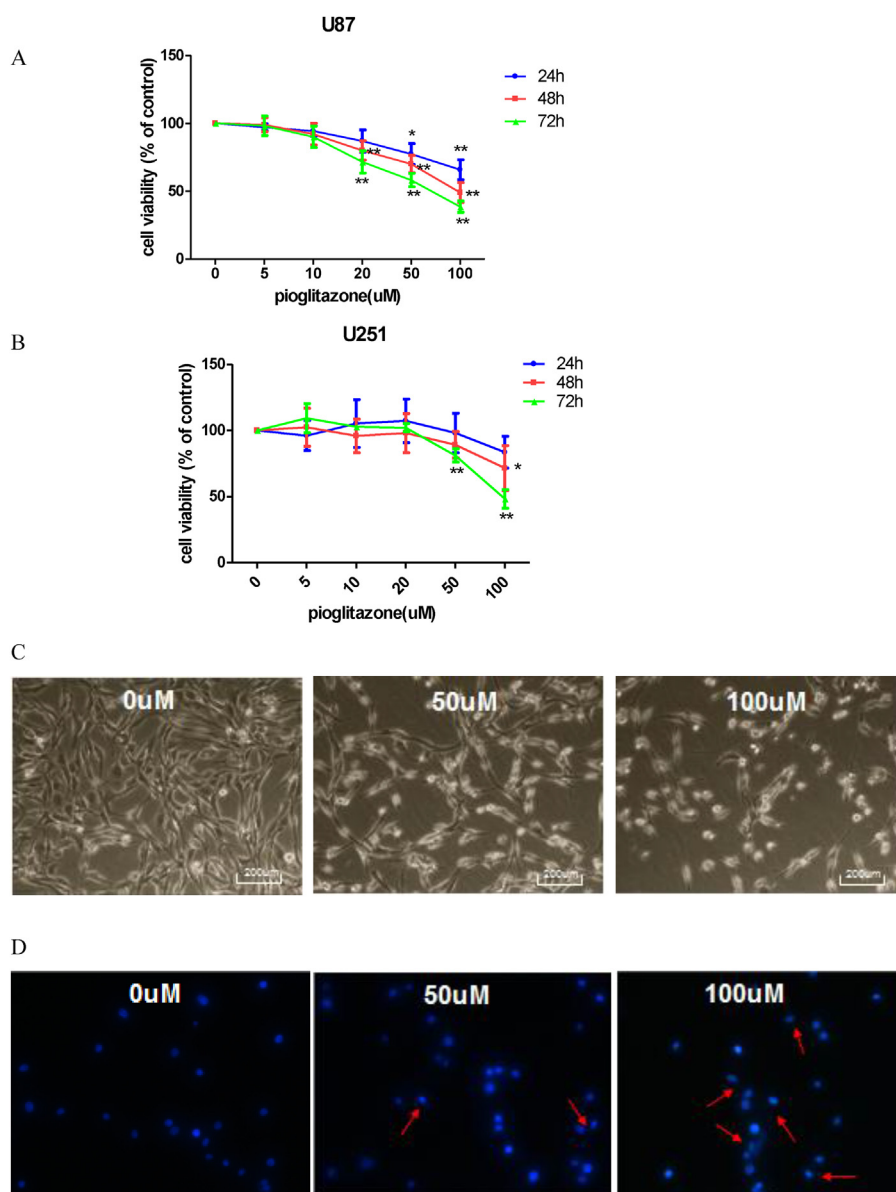 A
U87
150
100
50
0
cell viability (% of control)
0 5 10 20 50 100
pioglitazone(uM)
24h
48h
72h
*
**
**
**
**
**
**
**
B
U251
150
100
50
0
cell viability (% of control)
0 5 10 20 50 100
pioglitazone(uM)
24h
48h
72h
**
*
**
C
0uM
50uM
100uM
200um
200um
200um
D
0uM
50uM
100uM